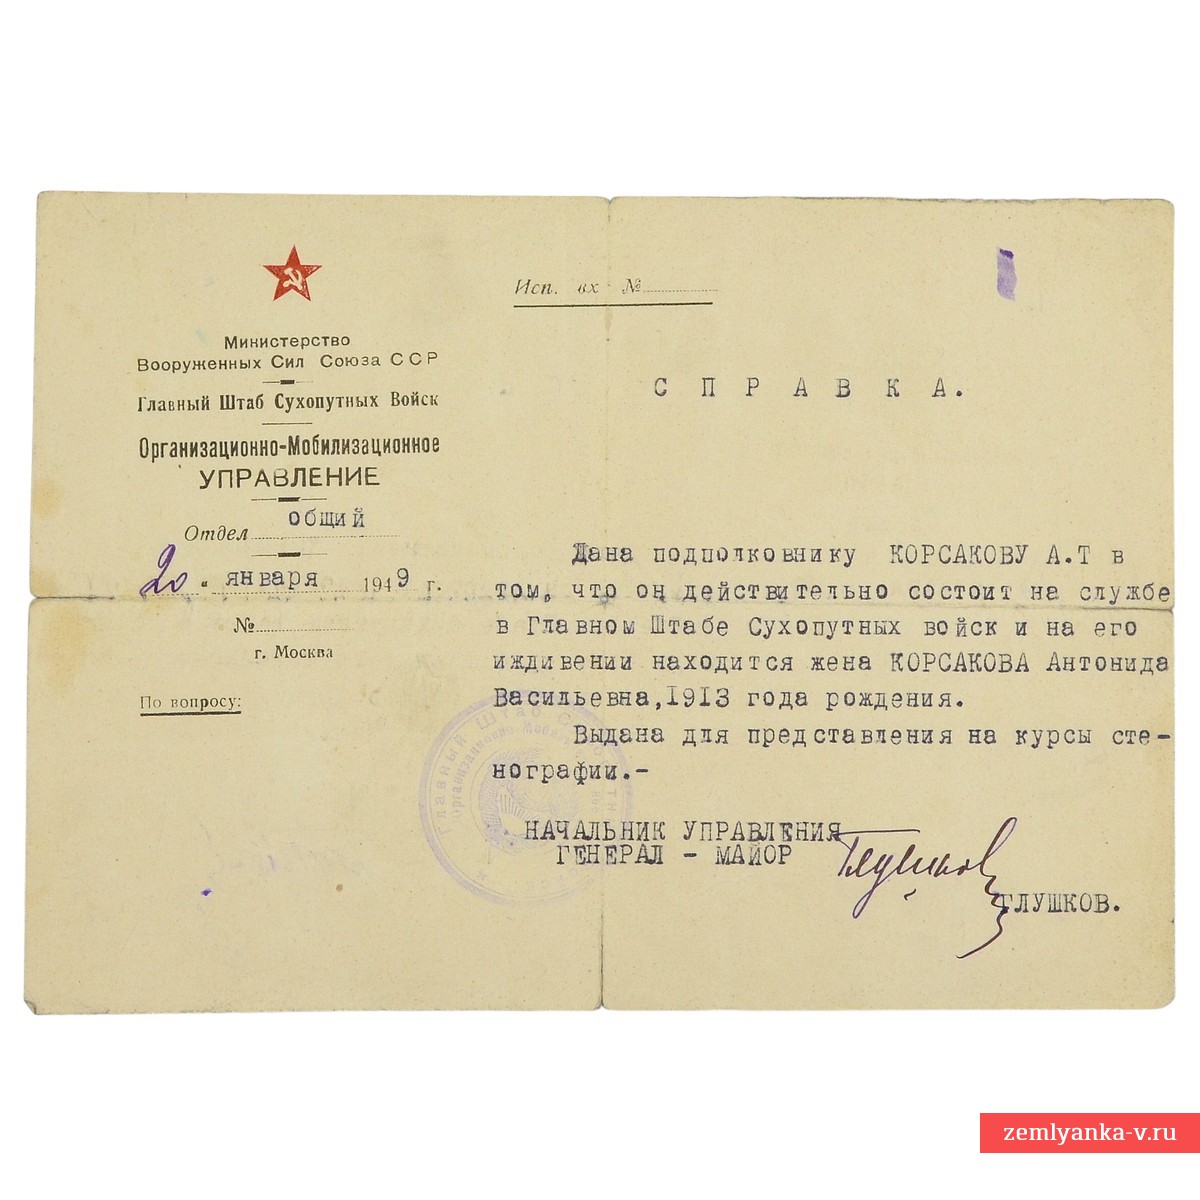 Министерство
Вооруженных Сил Союза ССР
Главный Штаб Сухопутных Войск
Организационно-Мобилизационное
УПРАВЛЕНИЕ
Отдел общий
20 " января 1949 г.
№
г. Москва
По вопросу:
Исп. вх №
СПРАВКА.
Дана подполковнику КОРСАКОВУ А.Т в
том, что он действительно состоит на службе
в Главном Штабе Сухопутных войск и на его
иждивении находится жена КОРСАКОВА Антонида
Васильевна, 1913 года рождения.
Выдана для представления на курсы сте-
нографии.-
НАЧАЛЬНИК УПРАВЛЕНИЯ
ГЕНЕРАЛ - МАЙОР
Глушков
ГЛУШКОВ.
Главный Штаб
zemlyanka-v.ru